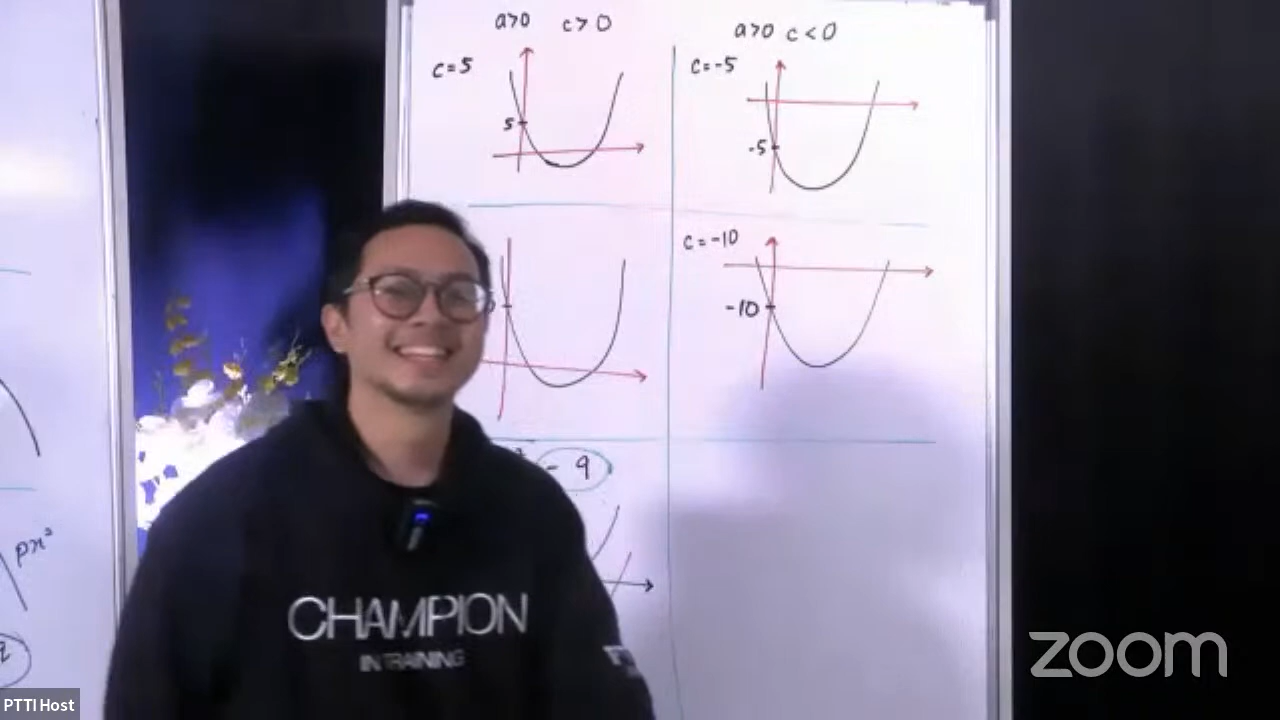 a>0 c>0
a>0 c<0
c=5
c=-5
5
-5
c=-10
-10
- 9
px²
CHAMPION
IN TRAINING
zoom
PTTI Host